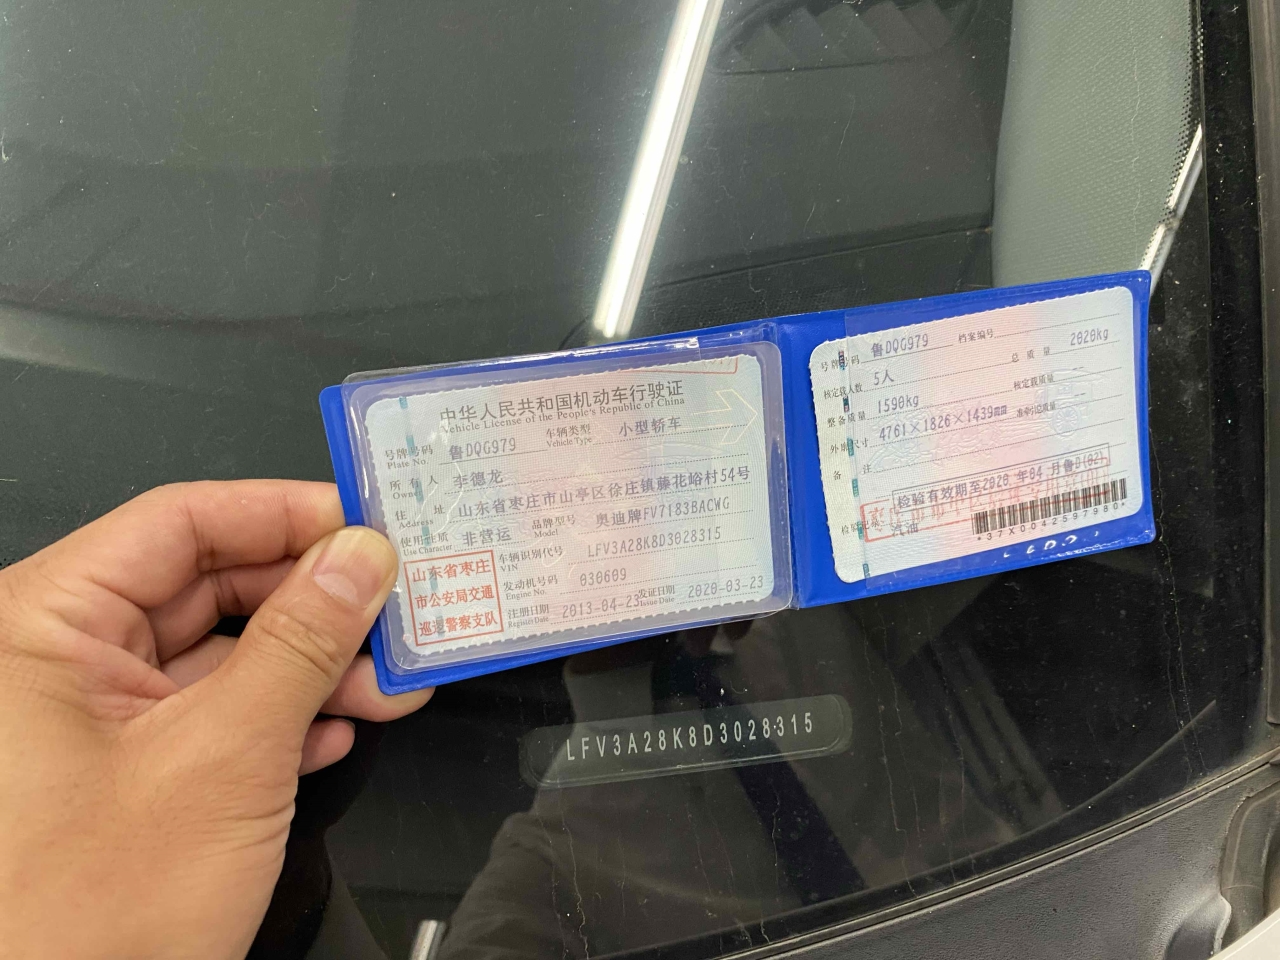 中华人民共和国机动车行驶证
Vehicle License of the People's Republic of China
号牌号码 鲁DQG979 车辆类型 小型轿车
Plate No. Vehicle Type
所有人 李德龙
Owner
住址 山东省枣庄市山亭区徐庄镇藤花峪村54号
Address
使用性质 非营运 品牌型号 奥迪牌FV7183BACWG
Use Character Model
山东省枣庄
市公安局交通
巡逻警察支队
车辆识别代号 LFV3A28K8D3028315
VIN
发动机号码 030609
Engine No.
注册日期 2013-04-23 发证日期 2020-03-23
Register Date Issue Date
号牌号码 鲁DQG979 档案编号
核定载人数 5人 总质量 2020kg
整备质量 1590kg 核定载质量
外廓尺寸 4761×1826×1439mm 准牵引总质量
备注
检验有效期至2020年04月鲁D(02)
检验记录
汽油
*37X0042597980*
LFV3A28K8D3028315